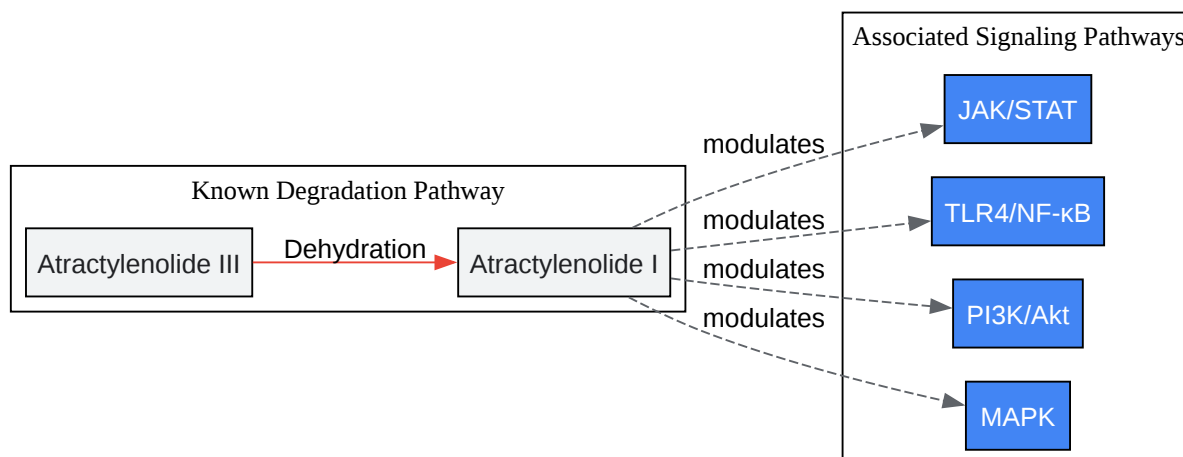 Associated Signaling Pathways
JAK/STAT
modulates
Known Degradation Pathway
TLR4/NF-κB
modulates
Atractylenolide III
Dehydration
Atractylenolide I
modulates
PI3K/Akt
modulates
MAPK